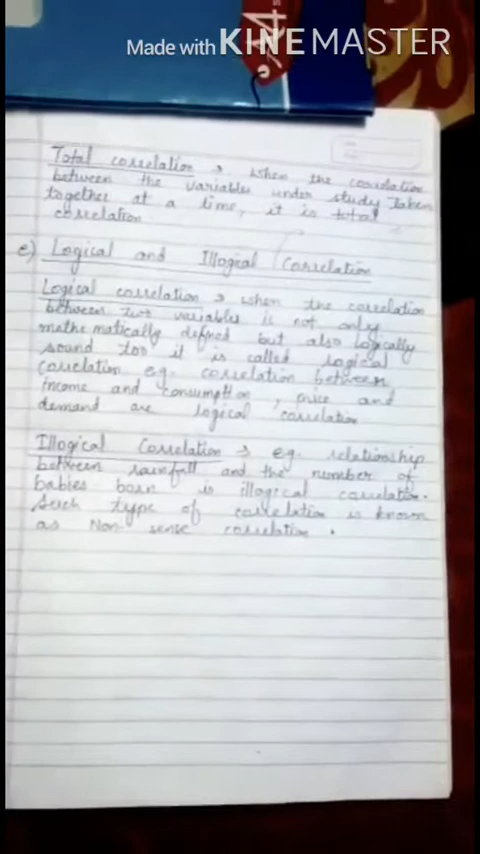 Made with KINEMASTER
Total correlation → when the correlation
between the variables under study taken
together at a time, it is total
correlation
e) Logical and Illogical Correlation
Logical correlation → when the correlation
between two variables is not only
mathematically defined but also logically
sound too it is called logical
correlation eg. correlation between
income and consumption, price and
demand are logical correlation
Illogical Correlation → eg. relationship
between rainfall and the number of
babies born is illogical correlation.
Such type of correlation is known
as Non-sense correlation.